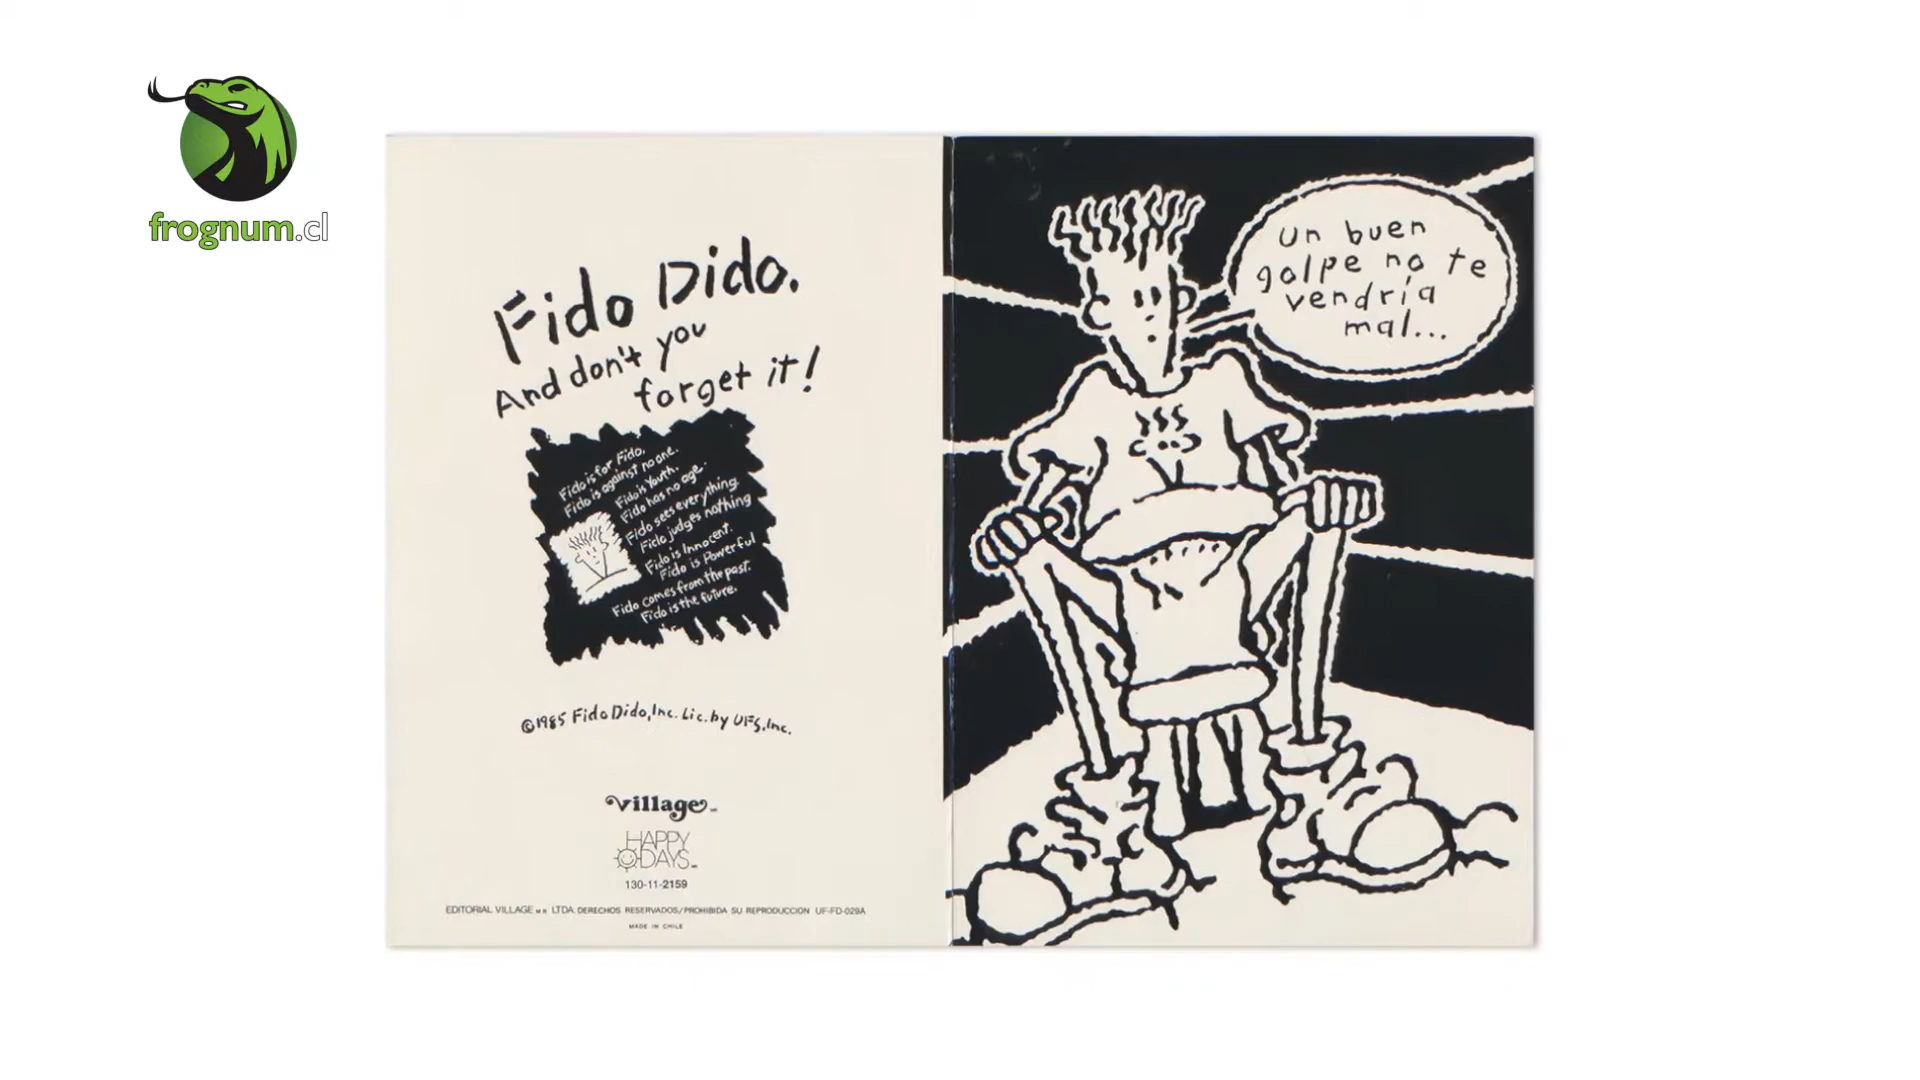 frognum.cl
Fido Dido.
And don't you
forget it!
Fido is for Fido,
Fido is against no one.
Fido is Youth.
Fido has no age.
Fido sees everything.
Fido judges nothing
Fido is Innocent.
Fido is Powerful
Fido comes from the past.
Fido is the future.
©1985 Fido Dido, Inc. Lic. by UFS, Inc.
village
HAPPY
DAYS
130-11-2159
EDITORIAL VILLAGE M.R. LTDA. DERECHOS RESERVADOS/PROHIBIDA SU REPRODUCCION UF-FD-029A
MADE IN CHILE
Un buen
golpe no te
vendría
mal...